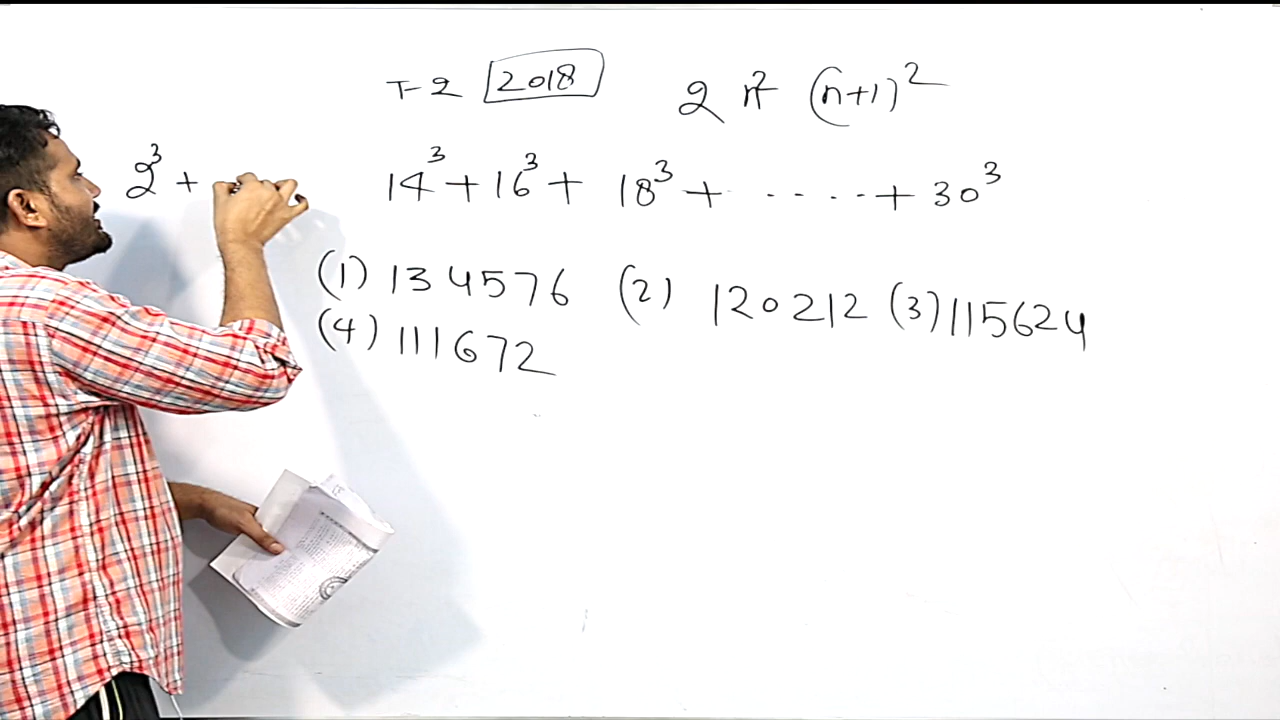 T-2 2018 2 n² (n+1)²
2³ + 14³ + 16³ + 18³ + ..... + 30³
(1) 134576 (2) 120212 (3) 115624
(4) 111672